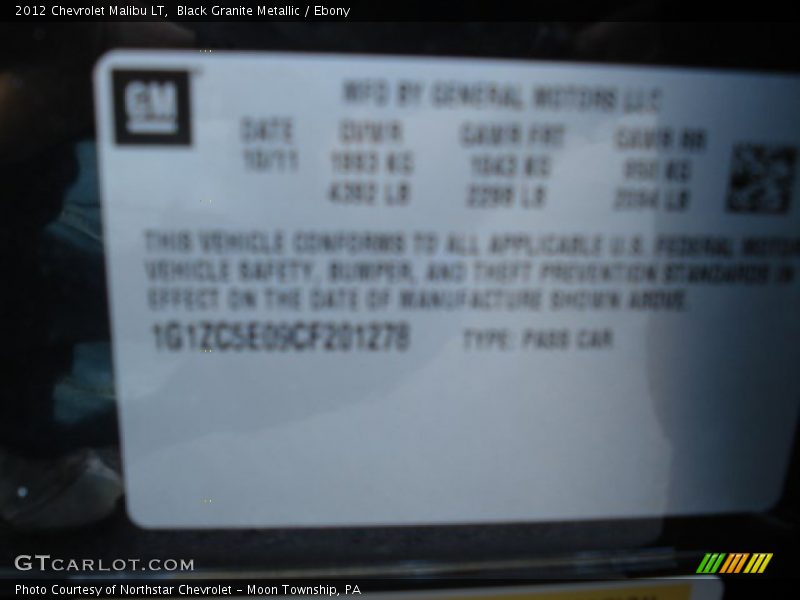 2012 Chevrolet Malibu LT,  Black Granite Metallic / Ebony
GM
MFD BY GENERAL MOTORS LLC
DATE GVWR GAWR FRT GAWR RR
10/11 1993 KG 1043 KG 950 KG
4392 LB 2298 LB 2094 LB
THIS VEHICLE CONFORMS TO ALL APPLICABLE U.S. FEDERAL MOTOR
VEHICLE SAFETY, BUMPER, AND THEFT PREVENTION STANDARDS IN
EFFECT ON THE DATE OF MANUFACTURE SHOWN ABOVE.
1G1ZC5E09CF201278 TYPE: PASS CAR
GTCARLOT.COM
Photo Courtesy of Northstar Chevrolet - Moon Township, PA